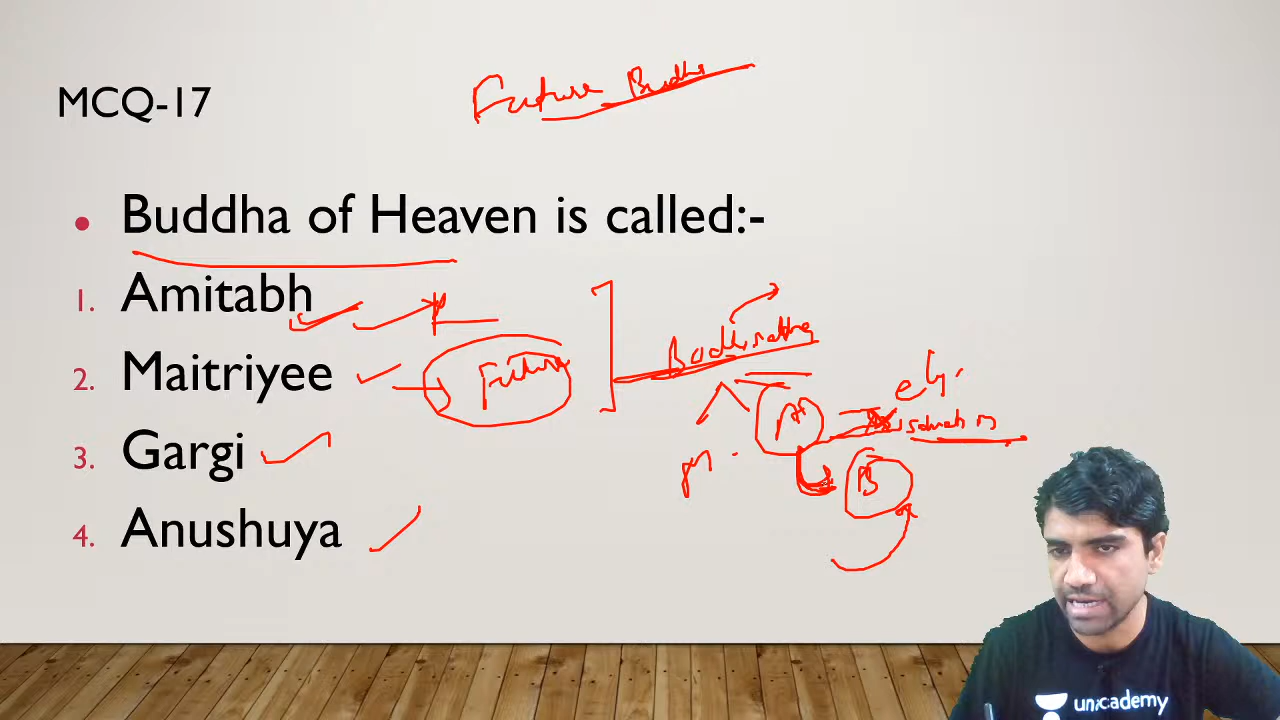 Future Buddha
MCQ-17
Buddha of Heaven is called:-
1. Amitabh
2. Maitriyee
Future
3. Gargi
4. Anushuya
M
B
unacademy